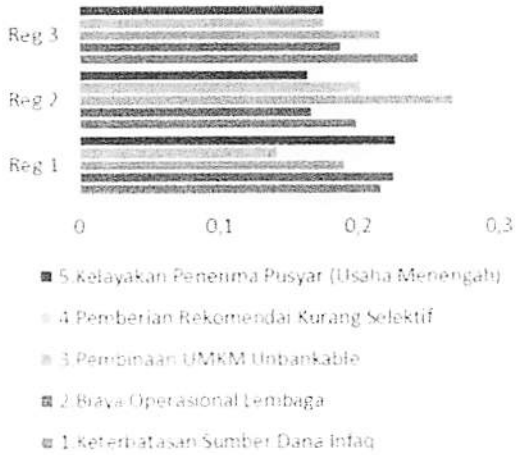 Reg 3
Reg 2
Reg 1
0 0,1 0,2 0,3
5.Kelayakan Penerima Pusyar (Usaha Menengah)
4.Pemberian Rekomendai Kurang Selektif
3.Pembinaan UMKM Unbankable
2.Biaya Operasional Lembaga
1.Keterbatasan Sumber Dana Infaq